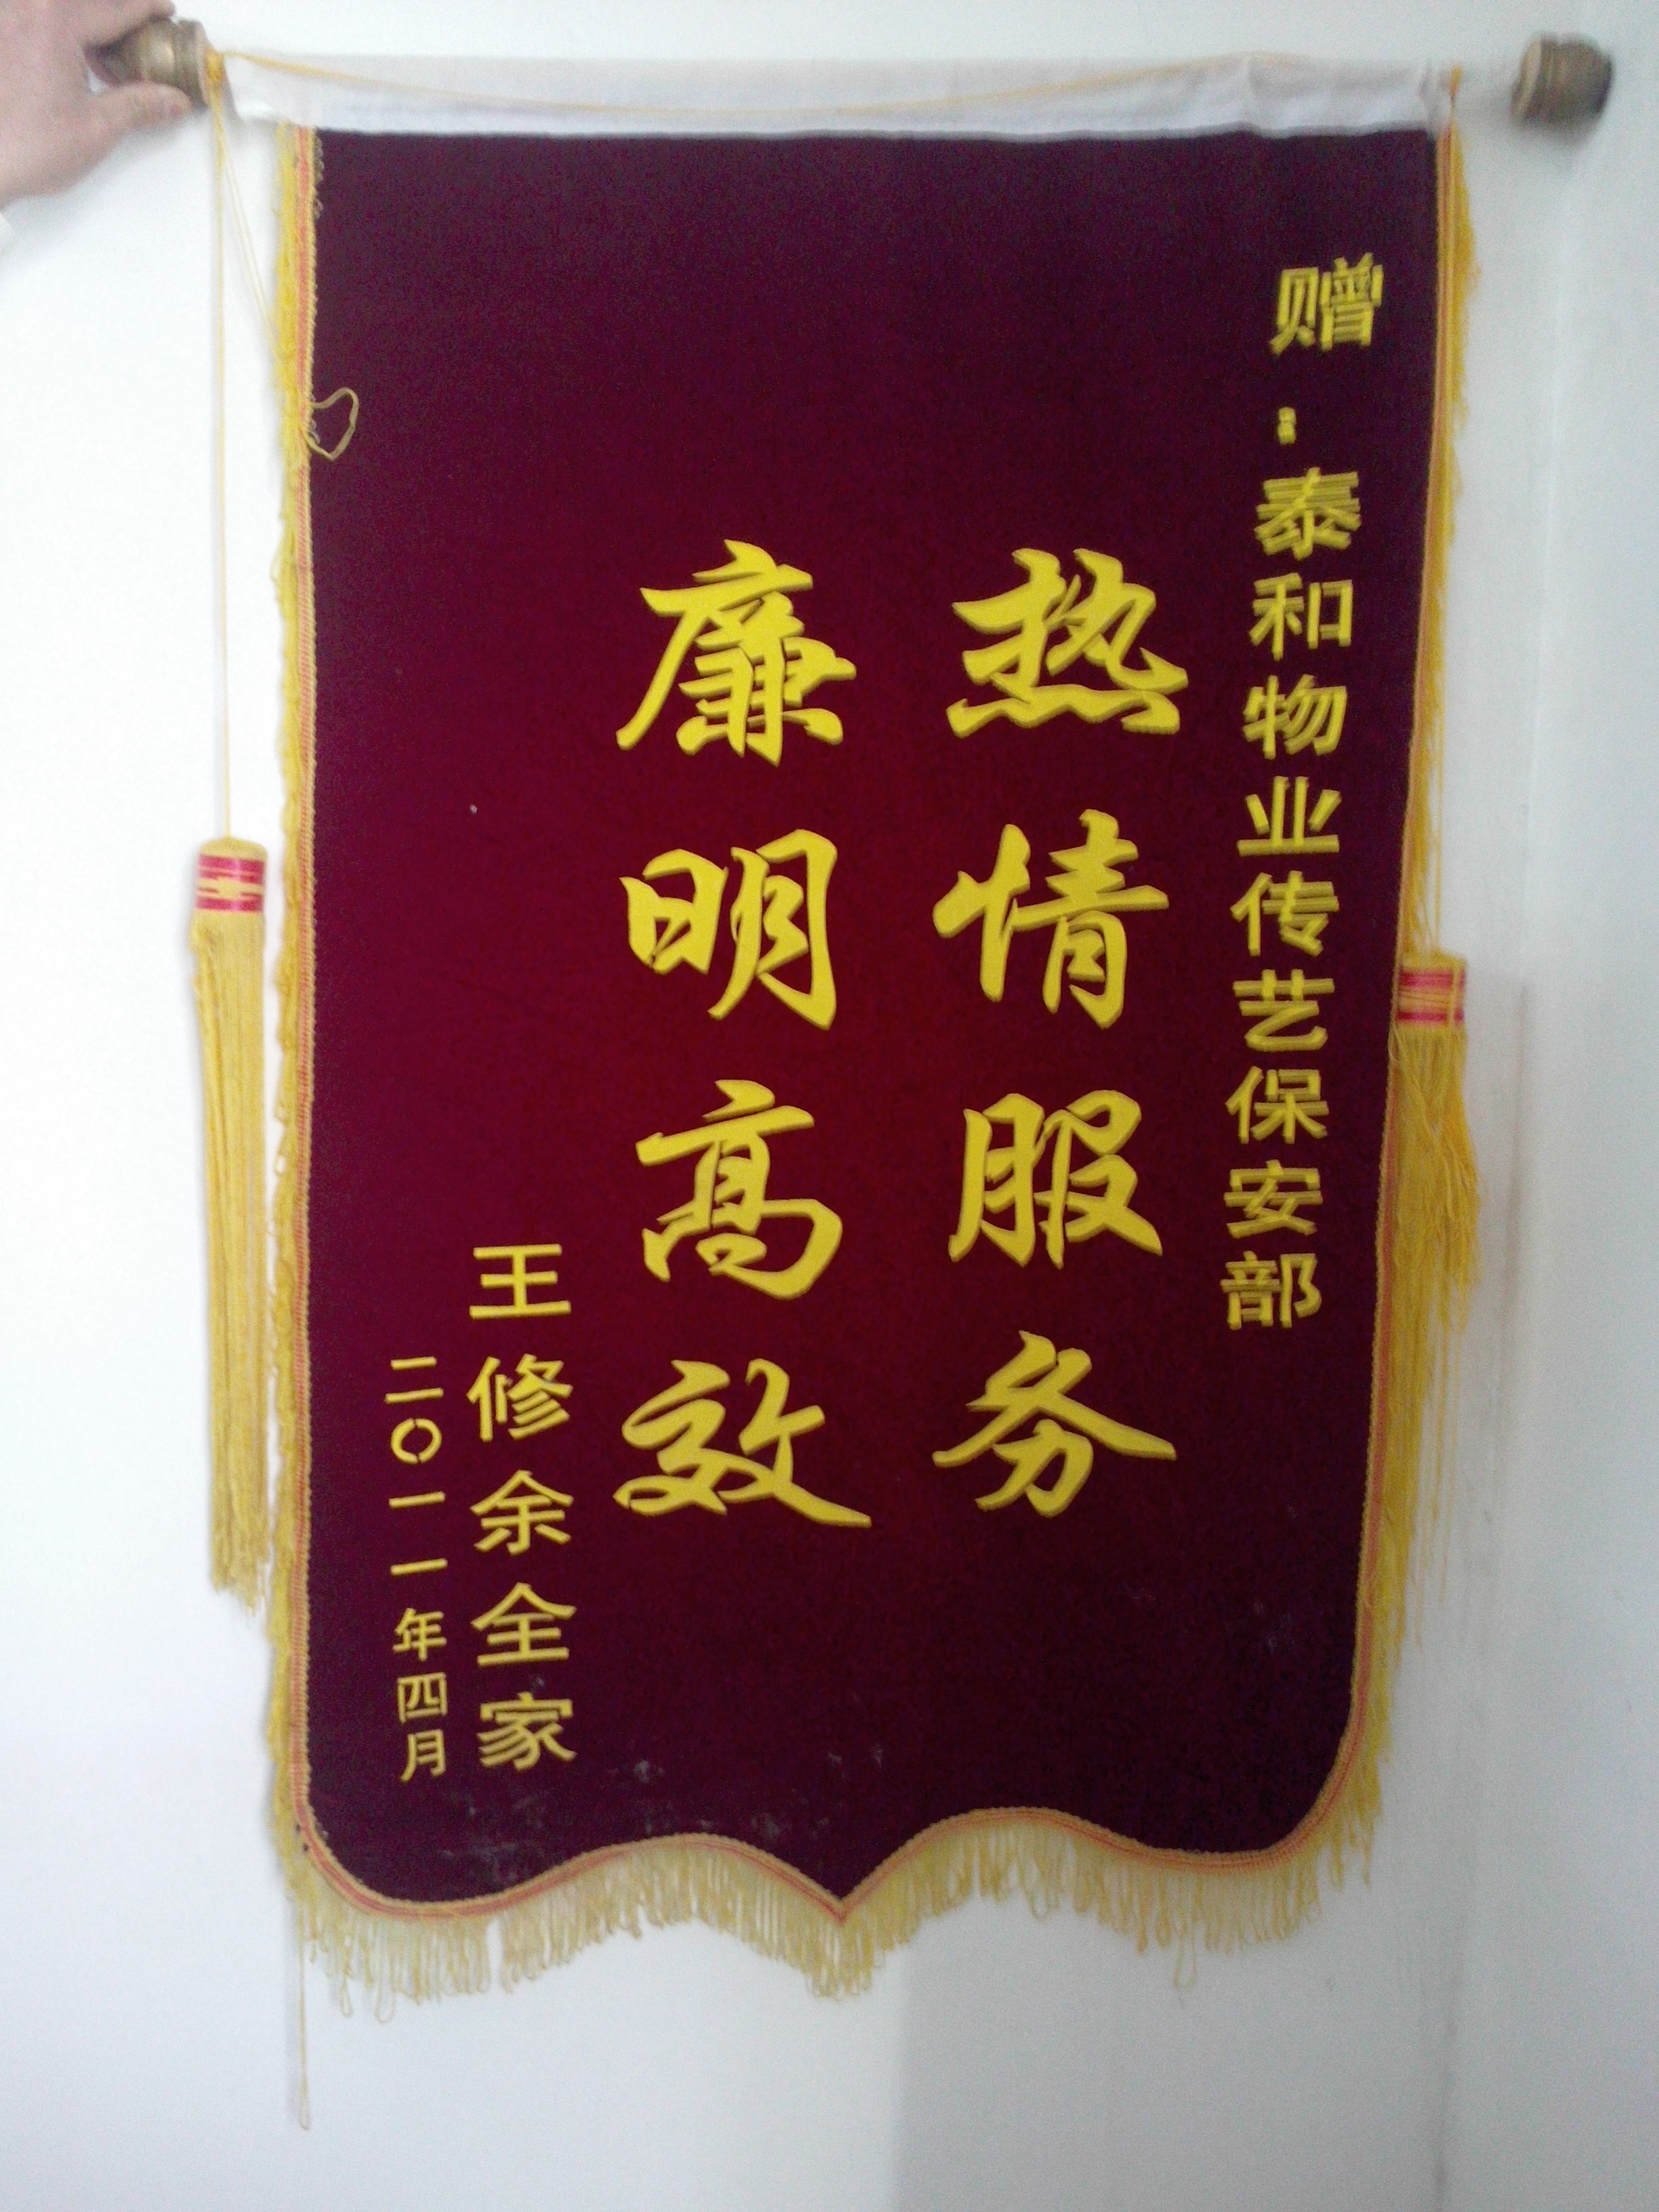 赠：泰和物业传艺保安部
热情服务
廉明高效
王修余全家
二〇一一年四月